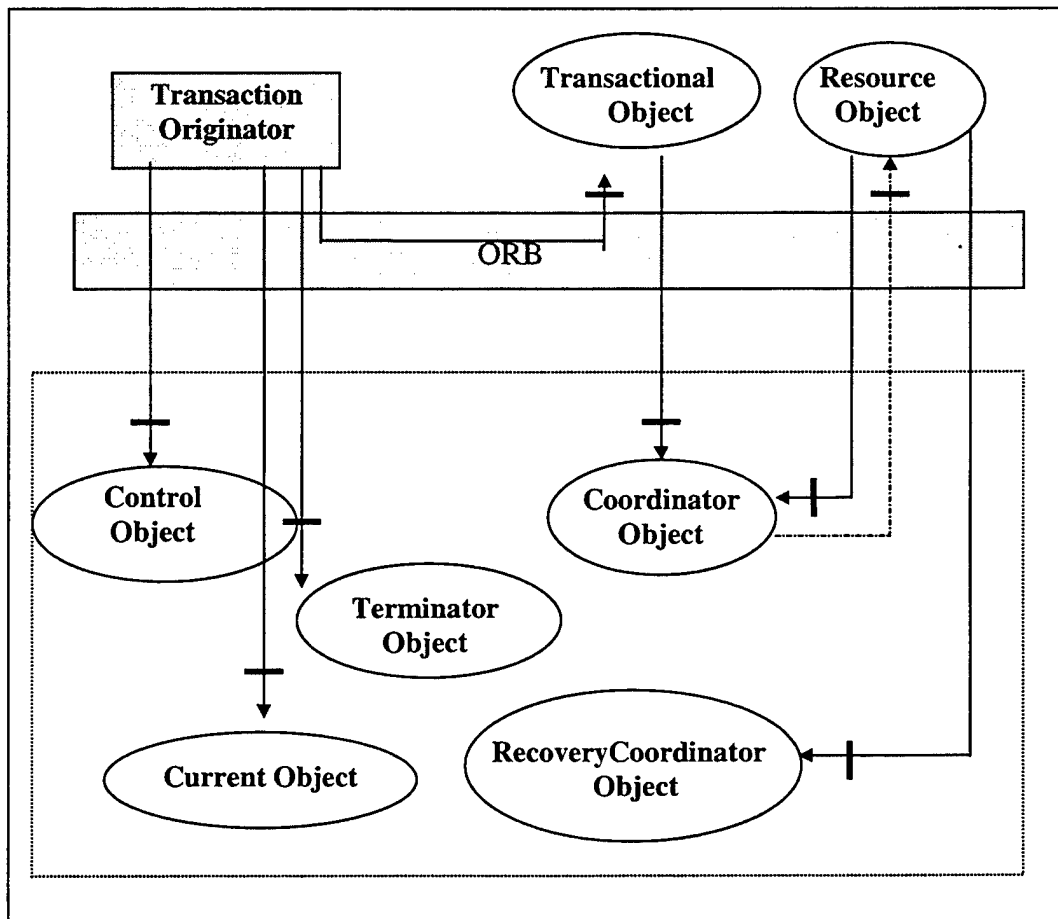 Transaction
Originator
Transactional
Object
Resource
Object
ORB
Control
Object
Coordinator
Object
Terminator
Object
Current Object
RecoveryCoordinator
Object